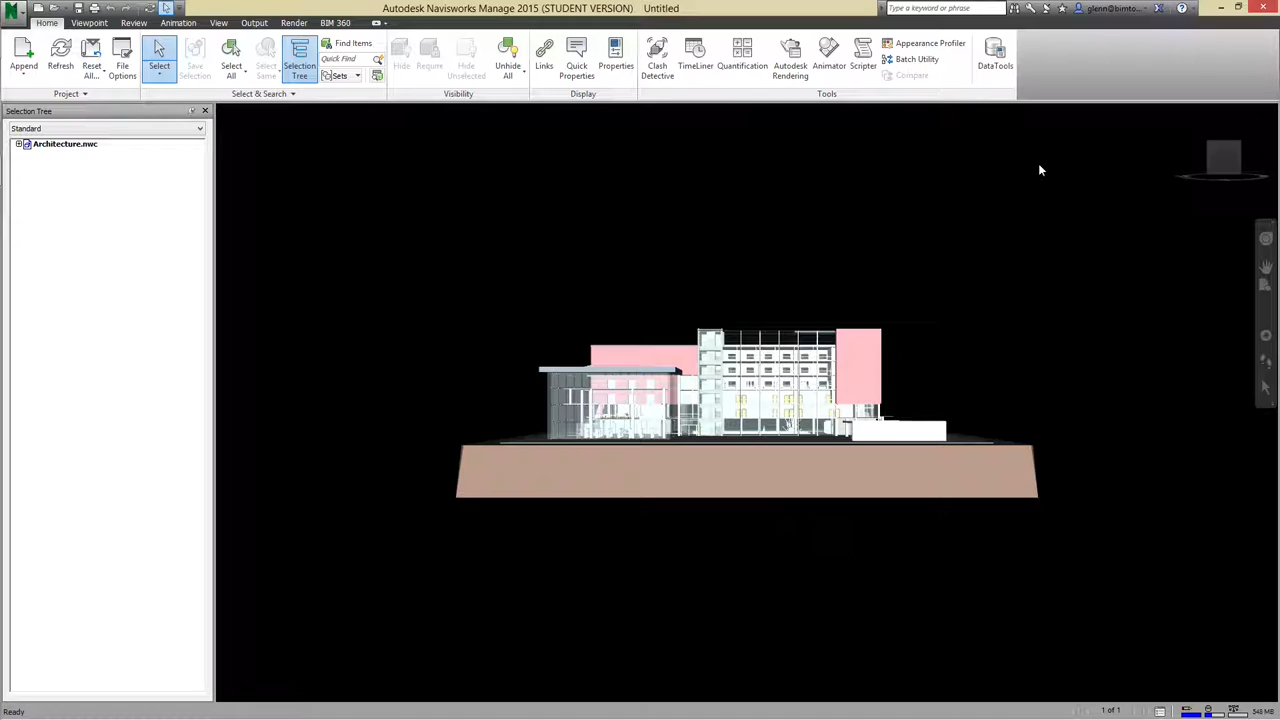 Autodesk Navisworks Manage 2015 (STUDENT VERSION) Untitled
Type a keyword or phrase
glenn@bimto...
Home Viewpoint Review Animation View Output Render BIM 360
Append
Refresh
Reset All...
File Options
Project
Select
Save Selection
Select All
Select Same
Selection Tree
Find Items
Quick Find
Sets
Select & Search
Hide
Require
Hide Unselected
Unhide All
Visibility
Links
Quick Properties
Properties
Display
Clash Detective
TimeLiner
Quantification
Autodesk Rendering
Animator
Scripter
Appearance Profiler
Batch Utility
Compare
DataTools
Tools
Selection Tree
Standard
Architecture.nwc
Ready
1 of 1
548 MB